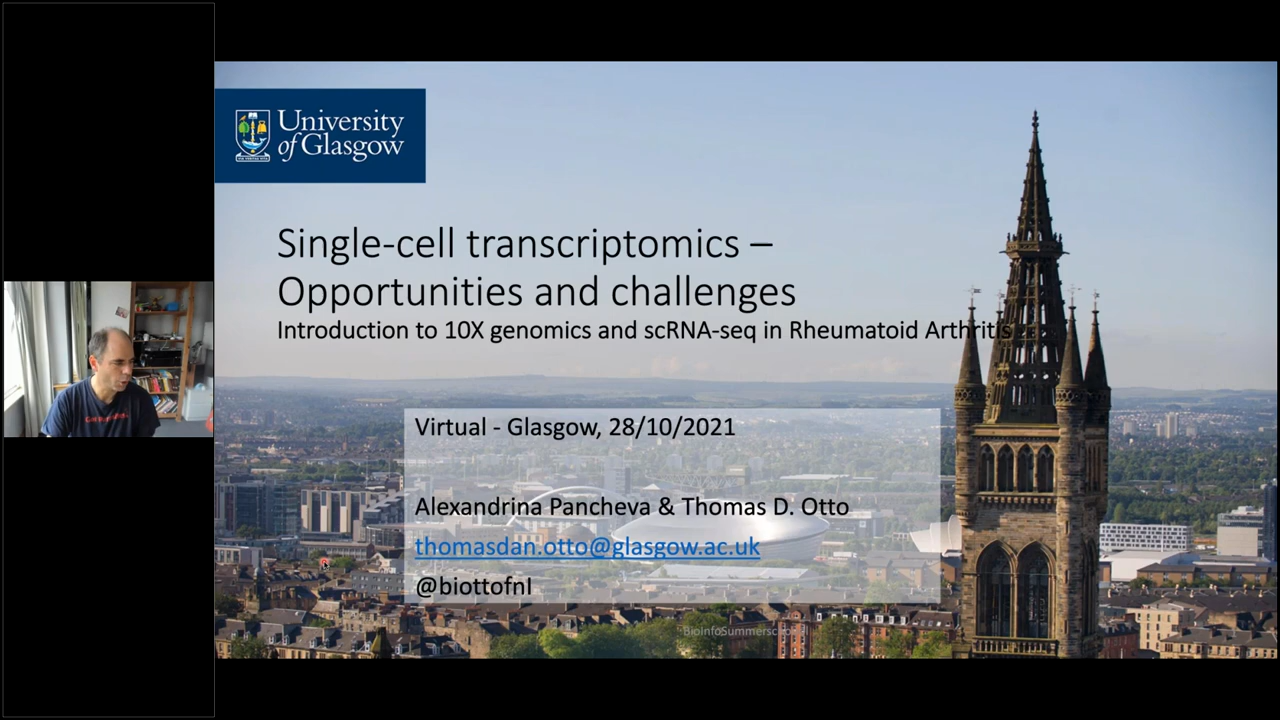 University
of Glasgow
Single-cell transcriptomics –
Opportunities and challenges
Introduction to 10X genomics and scRNA-seq in Rheumatoid Arthritis
Virtual - Glasgow, 28/10/2021
Alexandrina Pancheva & Thomas D. Otto
thomasdan.otto@glasgow.ac.uk
@biottofnl